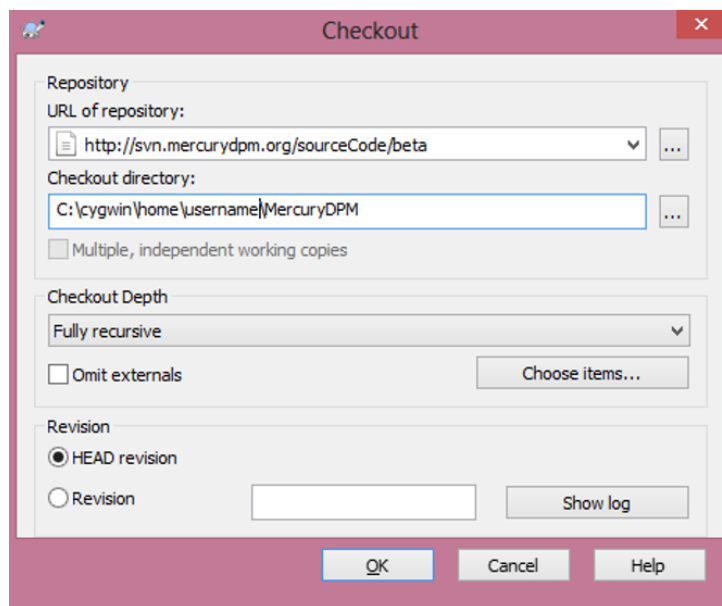 Checkout
Repository
URL of repository:
http://svn.mercurydpm.org/sourceCode/beta
...
Checkout directory:
C:\cygwin\home\username\MercuryDPM
...
Multiple, independent working copies
Checkout Depth
Fully recursive
Omit externals
Choose items...
Revision
HEAD revision
Revision
Show log
OK Cancel Help